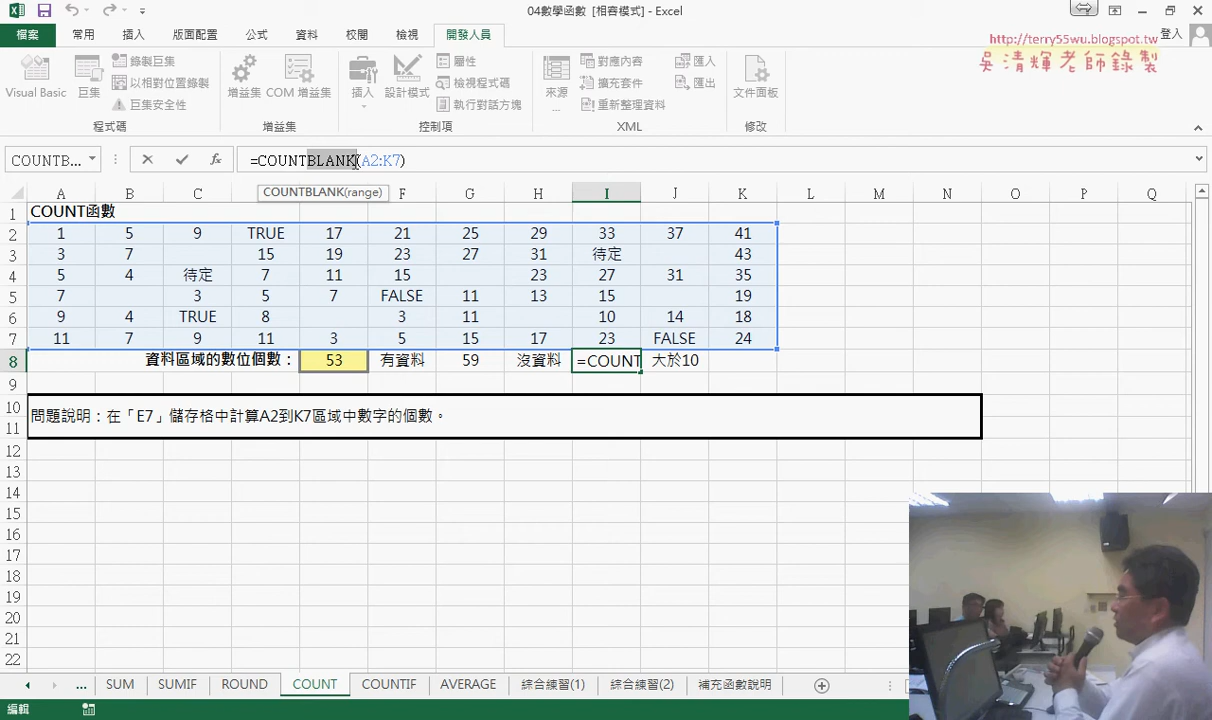 04數學函數 [相容模式] - Excel
http://terry55wu.blogspot.tw 登入
吳清輝老師錄製
檔案 常用 插入 版面配置 公式 資料 校閱 檢視 開發人員
Visual Basic 巨集 錄製巨集 以相對位置錄製 巨集安全性
增益集 COM 增益集
插入 設計模式 屬性 檢視程式碼 執行對話方塊
來源... 對應內容 擴充套件 重新整理資料 匯入 匯出
文件面板
程式碼 增益集 控制項 XML 修改
COUNTB... =COUNTBLANK(A2:K7)
COUNTBLANK(range)
A B C F G H I J K L M N O P Q
1 COUNT函數
2 1 5 9 TRUE 17 21 25 29 33 37 41
3 3 7 15 19 23 27 31 待定 43
4 5 4 待定 7 11 15 23 27 31 35
5 7 3 5 7 FALSE 11 13 15 19
6 9 4 TRUE 8 3 11 10 14 18
7 11 7 9 11 3 5 15 17 23 FALSE 24
8 資料區域的數位個數： 53 有資料 59 沒資料 =COUNT 大於10
9
10
問題說明：在「E7」儲存格中計算A2到K7區域中數字的個數。
11
12
13
14
15
16
17
18
19
20
21
22
... SUM SUMIF ROUND COUNT COUNTIF AVERAGE 綜合練習(1) 綜合練習(2) 補充函數說明
編輯